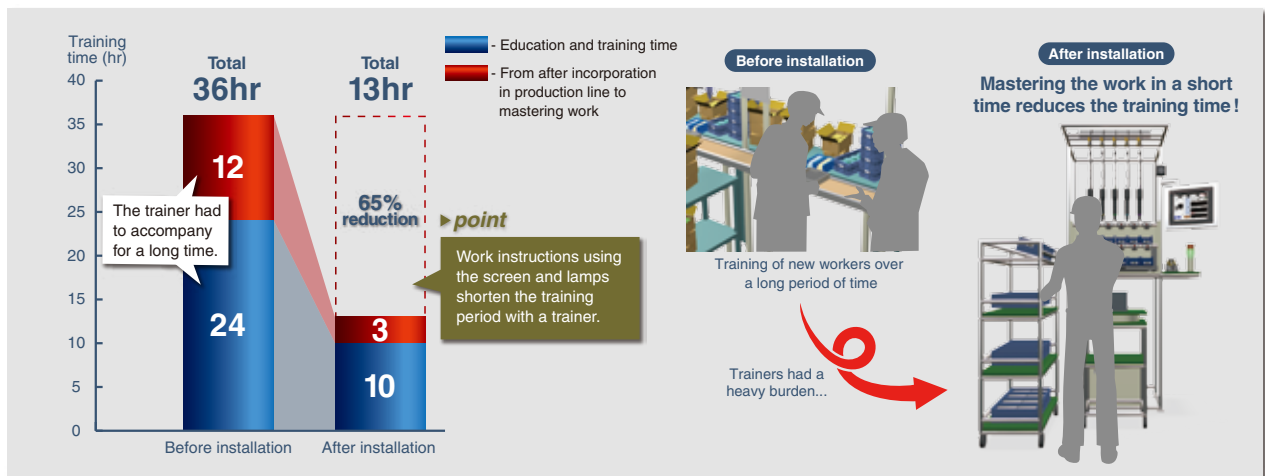 Training
time (hr)
40
35
30
25
20
15
10
5
0
Total
36hr
Total
13hr
- Education and training time
- From after incorporation
in production line to
mastering work
12
The trainer had
to accompany
for a long time.
24
65%
reduction
point
Work instructions using
the screen and lamps
shorten the training
period with a trainer.
3
10
Before installation
After installation
Before installation
Training of new workers over
a long period of time
Trainers had a
heavy burden...
After installation
Mastering the work in a short
time reduces the training time!